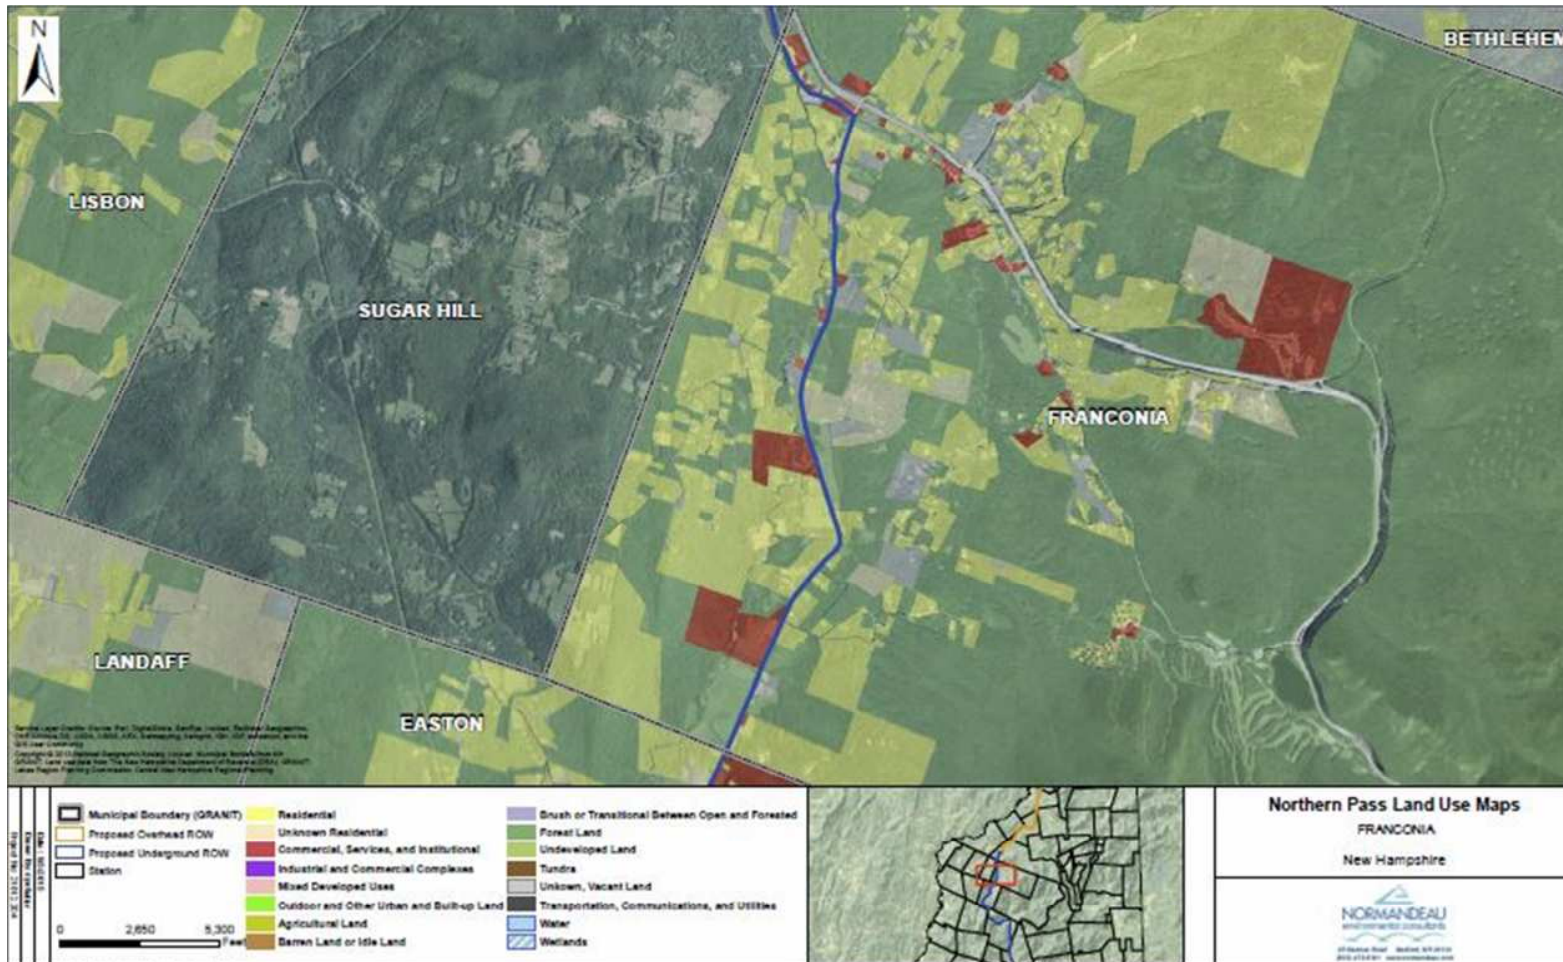 N
BETHLEHEM
LISBON
SUGAR HILL
FRANCONIA
LANDAFF
EASTON
Municipal Boundary (GRANIT)
Proposed Overhead ROW
Proposed Underground ROW
Station
0 2,650 5,300
Feet
Residential
Unknown Residential
Commercial, Services, and Institutional
Industrial and Commercial Complexes
Mixed Developed Uses
Outdoor and Other Urban and Built-up Land
Agricultural Land
Barren Land or Idle Land
Brush or Transitional Between Open and Forested
Forest Land
Undeveloped Land
Tundra
Unkown, Vacant Land
Transportation, Communications, and Utilities
Water
Wetlands
Northern Pass Land Use Maps
FRANCONIA
New Hampshire
NORMANDEAU
environmental consultants